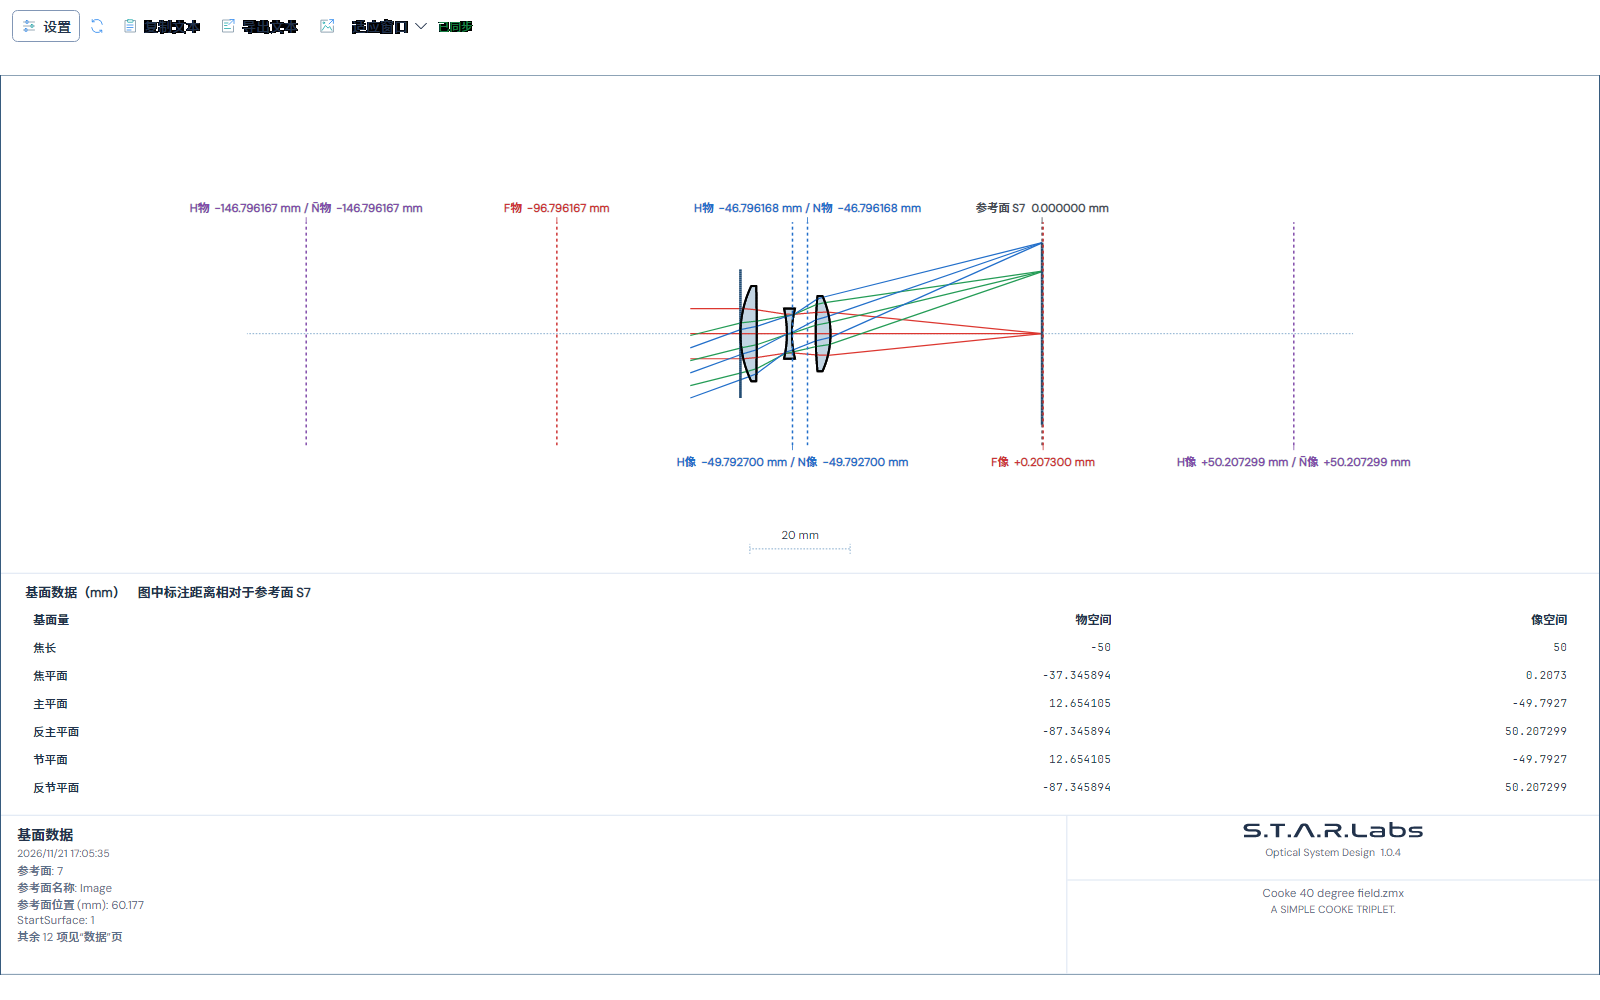 设置
H物 -146.796167 mm / Ñ物 -146.796167 mm
F物 -96.796167 mm
H物 -46.796168 mm / N物 -46.796168 mm
参考面 S7 0.000000 mm
H像 -49.792700 mm / N像 -49.792700 mm
F像 +0.207300 mm
H像 +50.207299 mm / Ñ像 +50.207299 mm
20 mm
基面数据（mm） 图中标注距离相对于参考面 S7
基面量 物空间 像空间
焦长 -50 50
焦平面 -37.345894 0.2073
主平面 12.654105 -49.7927
反主平面 -87.345894 50.207299
节平面 12.654105 -49.7927
反节平面 -87.345894 50.207299
基面数据
2026/11/21 17:05:35
参考面: 7
参考面名称: Image
参考面位置 (mm): 60.177
StartSurface: 1
其余 12 项见“数据”页
S.T.A.R.Labs
Optical System Design 1.0.4
Cooke 40 degree field.zmx
A SIMPLE COOKE TRIPLET.